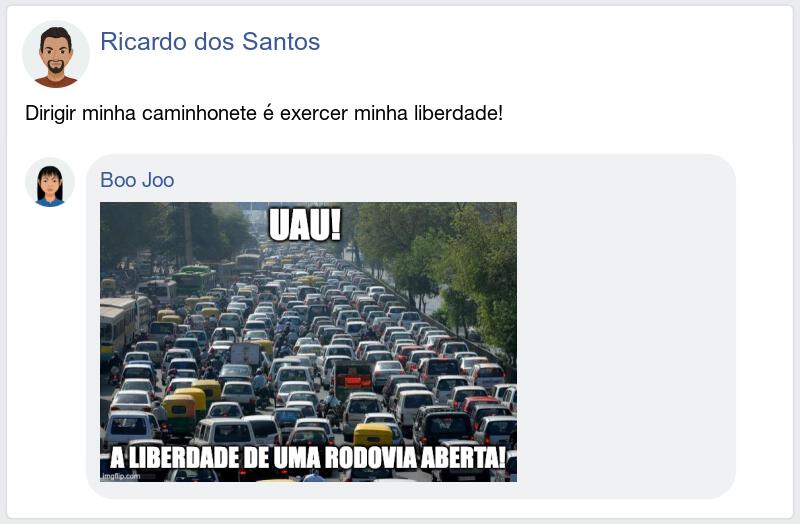 Ricardo dos Santos
Dirigir minha caminhonete é exercer minha liberdade!
Boo Joo
UAU!
A LIBERDADE DE UMA RODOVIA ABERTA!
imgflip.com